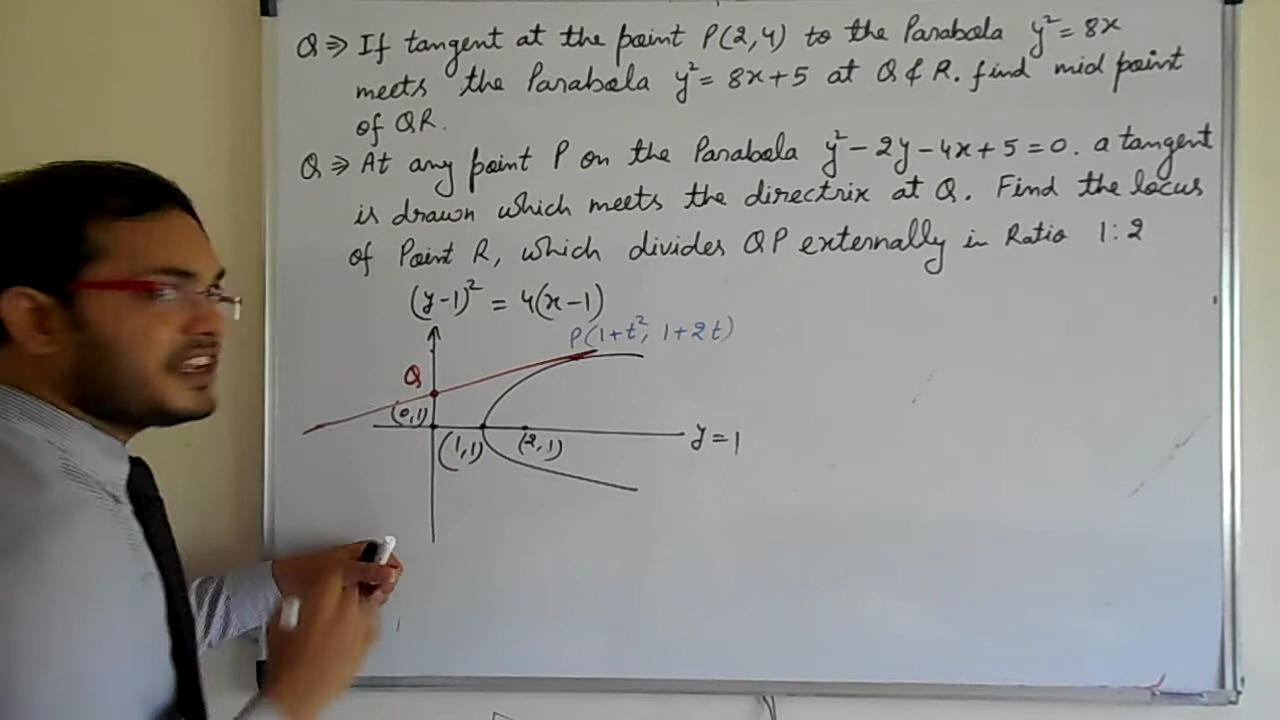 Q ⇒ If tangent at the point P(2,4) to the Parabola y² = 8x
meets the Parabola y² = 8x+5 at Q & R. find mid point
of QR.
Q ⇒ At any point P on the Parabola y² - 2y - 4x + 5 = 0. a tangent
is drawn which meets the directrix at Q. Find the locus
of Point R, which divides QP externally in Ratio 1:2
(y-1)² = 4(x-1)
P(1+t², 1+2t)
Q
(0,1)
(1,1) (2,1) y = 1